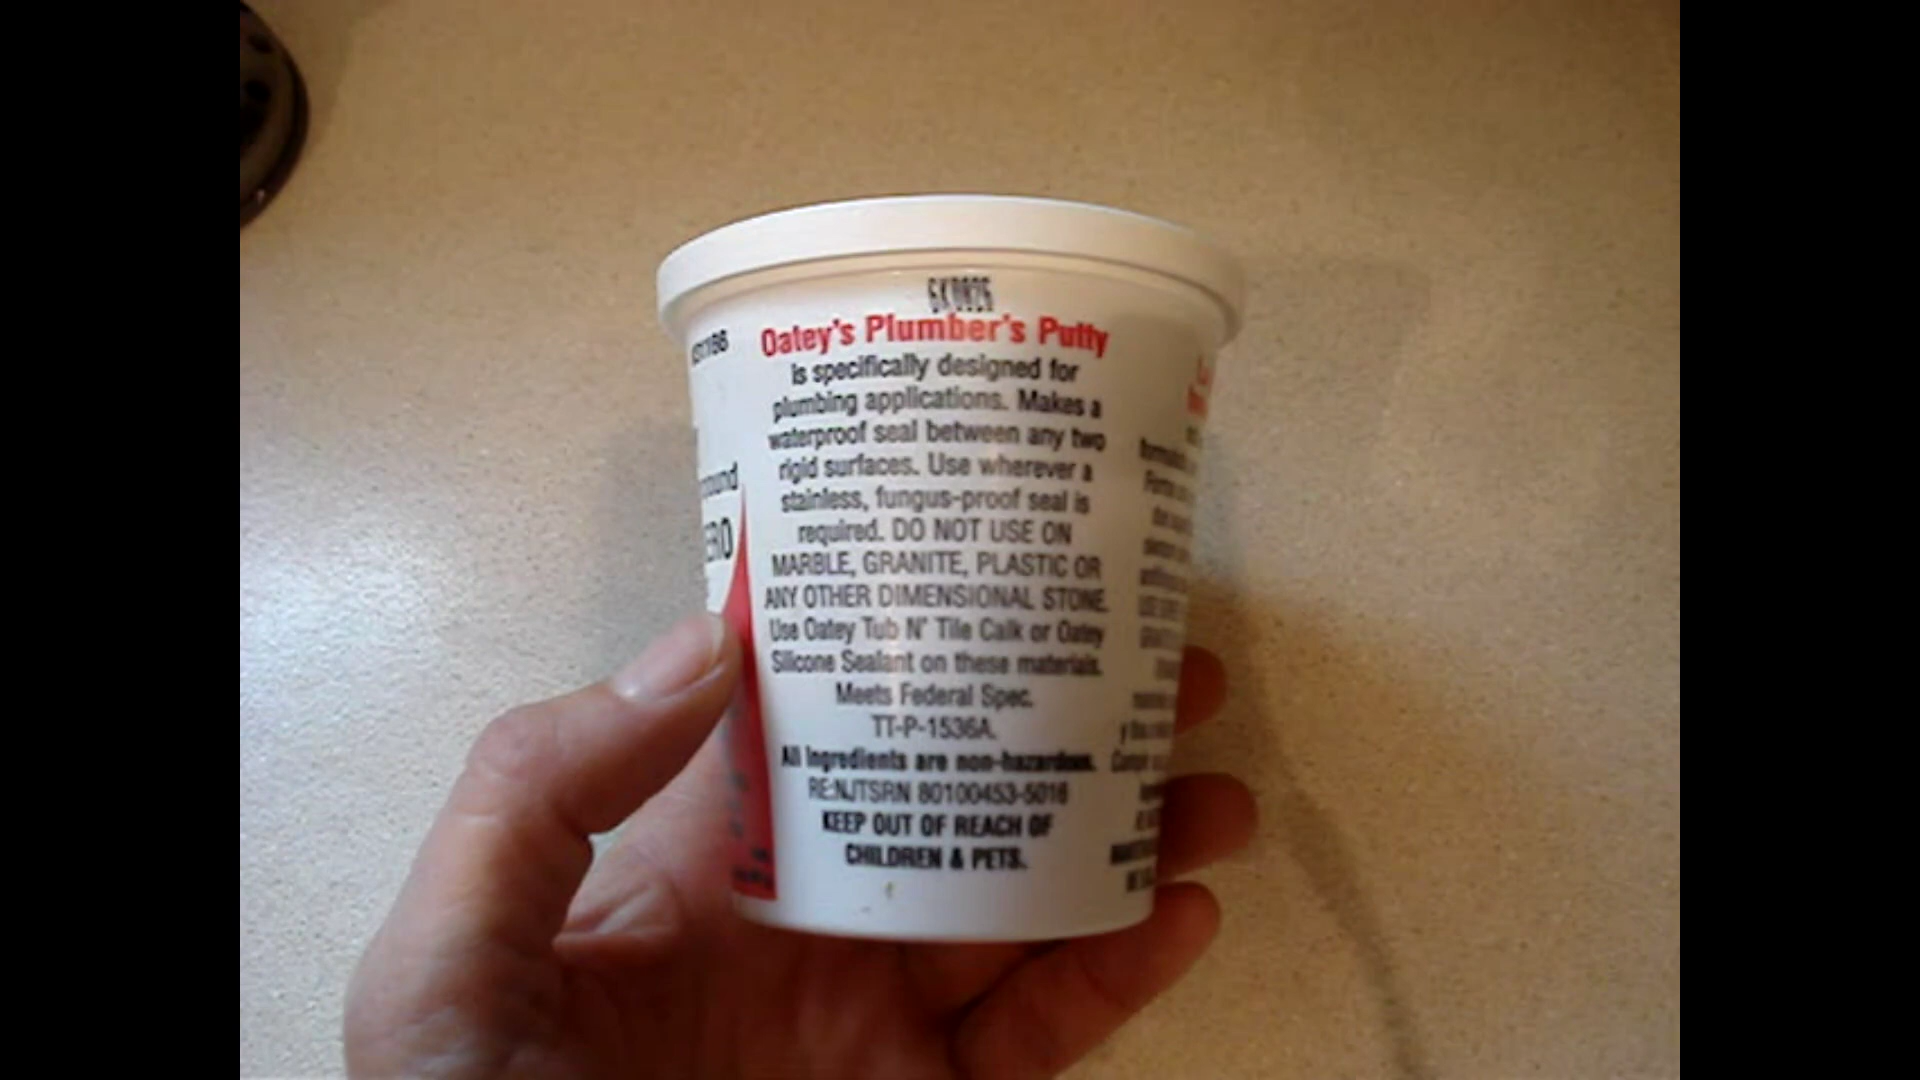 6K0826
Oatey's Plumber's Putty
is specifically designed for
plumbing applications. Makes a
waterproof seal between any two
rigid surfaces. Use wherever a
stainless, fungus-proof seal is
required. DO NOT USE ON
MARBLE, GRANITE, PLASTIC OR
ANY OTHER DIMENSIONAL STONE.
Use Oatey Tub N' Tile Calk or Oatey
Silicone Sealant on these materials.
Meets Federal Spec.
TT-P-1536A.
All ingredients are non-hazardous.
RE:NJTSRN 80100453-5016
KEEP OUT OF REACH OF
CHILDREN & PETS.